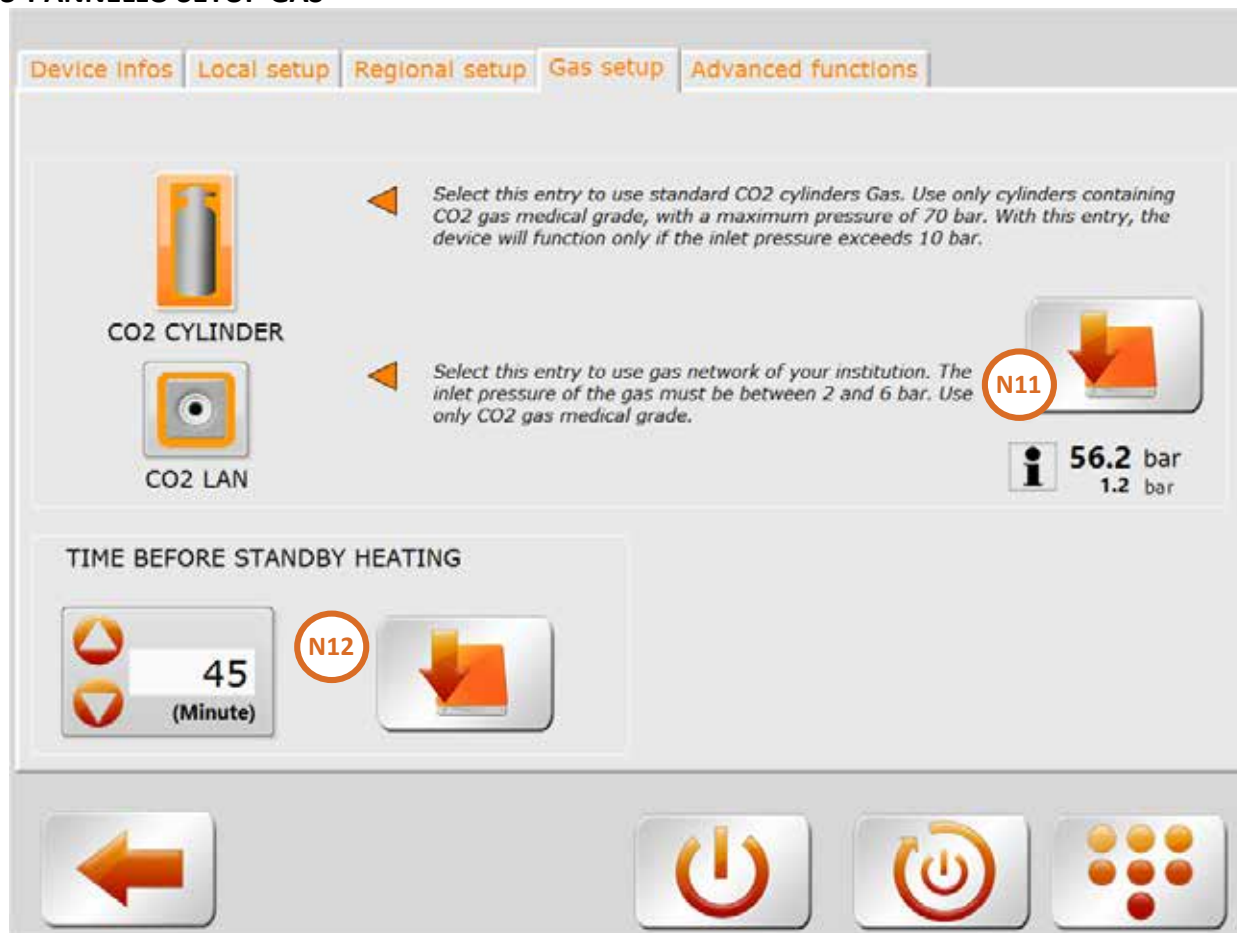 PANNELLO SETUP GAS
Device Infos
Local setup
Regional setup
Gas setup
Advanced functions
Select this entry to use standard CO2 cylinders Gas. Use only cylinders containing
CO2 gas medical grade, with a maximum pressure of 70 bar. With this entry, the
device will function only if the inlet pressure exceeds 10 bar.
CO2 CYLINDER
Select this entry to use gas network of your institution. The
inlet pressure of the gas must be between 2 and 6 bar. Use
only CO2 gas medical grade.
N11
CO2 LAN
56.2 bar
1.2 bar
TIME BEFORE STANDBY HEATING
N12
45
(Minute)